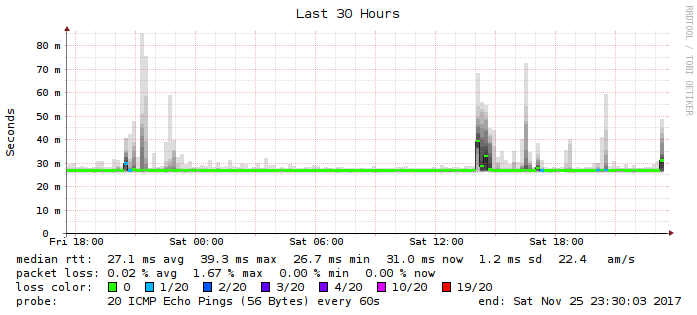 Last 30 Hours
RRDTOOL / TOBI OETIKER
Seconds
80 m
70 m
60 m
50 m
40 m
30 m
20 m
10 m
0
Fri 18:00 Sat 00:00 Sat 06:00 Sat 12:00 Sat 18:00
median rtt: 27.1 ms avg 39.3 ms max 26.7 ms min 31.0 ms now 1.2 ms sd 22.4 am/s
packet loss: 0.02 % avg 1.67 % max 0.00 % min 0.00 % now
loss color: 0 1/20 2/20 3/20 4/20 10/20 19/20
probe: 20 ICMP Echo Pings (56 Bytes) every 60s end: Sat Nov 25 23:30:03 2017